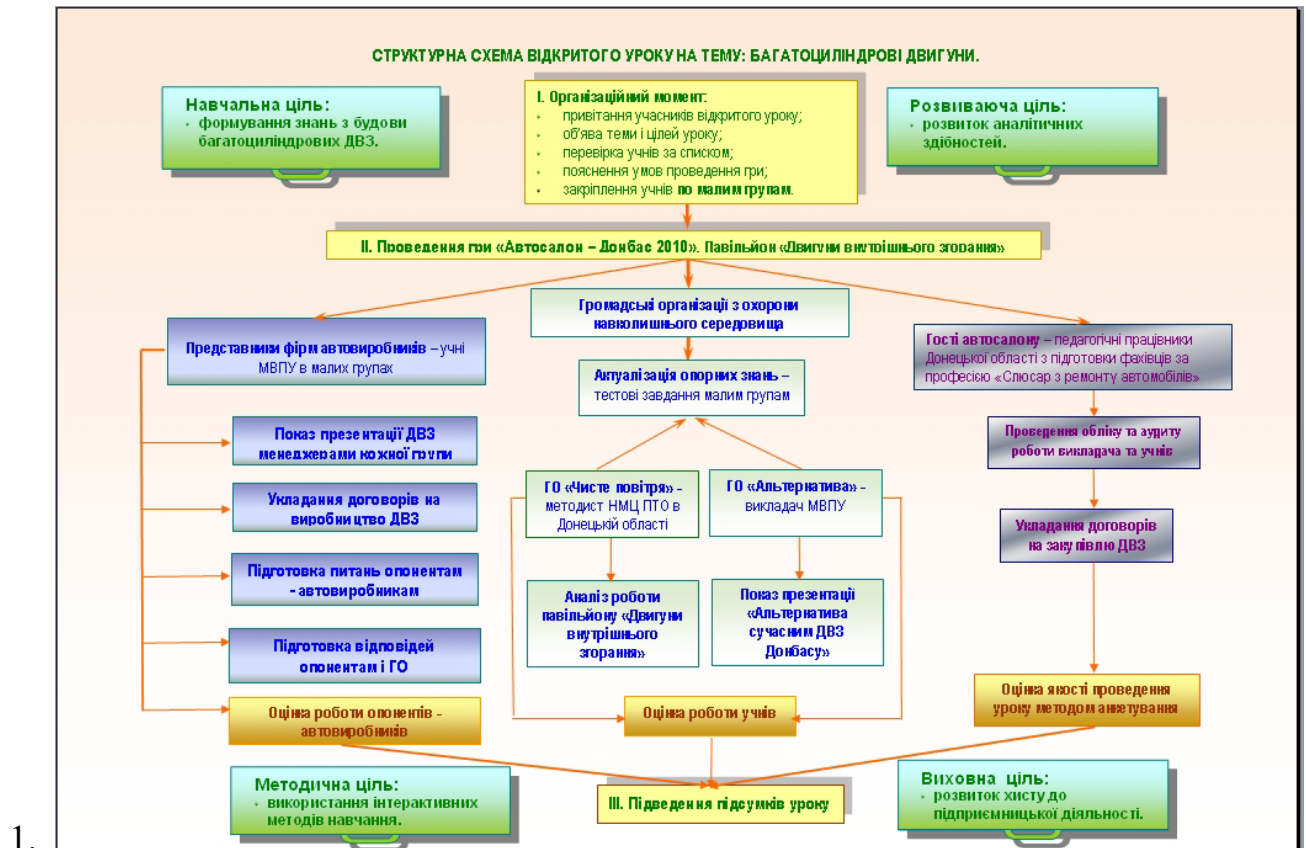 СТРУКТУРНА СХЕМА ВІДКРИТОГО УРОКУ НА ТЕМУ: БАГАТОЦИЛІНДРОВІ ДВИГУНИ.
Навчальна ціль:
• формування знань з будови
багатоциліндрових ДВЗ.
І. Організаційний момент:
• привітання учасників відкритого уроку;
• об'ява теми і цілей уроку;
• перевірка учнів за списком;
• пояснення умов проведення гри;
• закріплення учнів по малим групам.
Розвиваюча ціль:
• розвиток аналітичних
здібностей.
ІІ. Проведення гри «Автосалон – Донбас 2010». Павільйон «Двигуни внутрішнього згорання»
Представники фірм автовиробників – учні
МВПУ в малих групах
Показ презентації ДВЗ
менеджерами кожної групи
Укладання договорів на
виробництво ДВЗ
Підготовка питань опонентам
- автовиробникам
Підготовка відповідей
опонентам і ГО
Оцінка роботи опонентів -
автовиробників
Громадські організації з охорони
навколишнього середовища
Актуалізація опорних знань –
тестові завдання малим групам
ГО «Чисте повітря» -
методист НМЦ ПТО в
Донецькій області
ГО «Альтернатива» -
викладач МВПУ
Аналіз роботи
павільйону «Двигуни
внутрішнього
згорання»
Показ презентації
«Альтернатива
сучасним ДВЗ
Донбасу»
Оцінка роботи учнів
Гості автосалону – педагогічні працівники
Донецької області з підготовки фахівців за
професією «Слюсар з ремонту автомобілів»
Проведення обліку та аудиту
роботи викладача та учнів
Укладання договорів
на закупівлю ДВЗ
Оцінка якості проведення
уроку методом анкетування
Методична ціль:
• використання інтерактивних
методів навчання.
ІІІ. Підведення підсумків уроку
Виховна ціль:
• розвиток хисту до
підприємницької діяльності.
1.